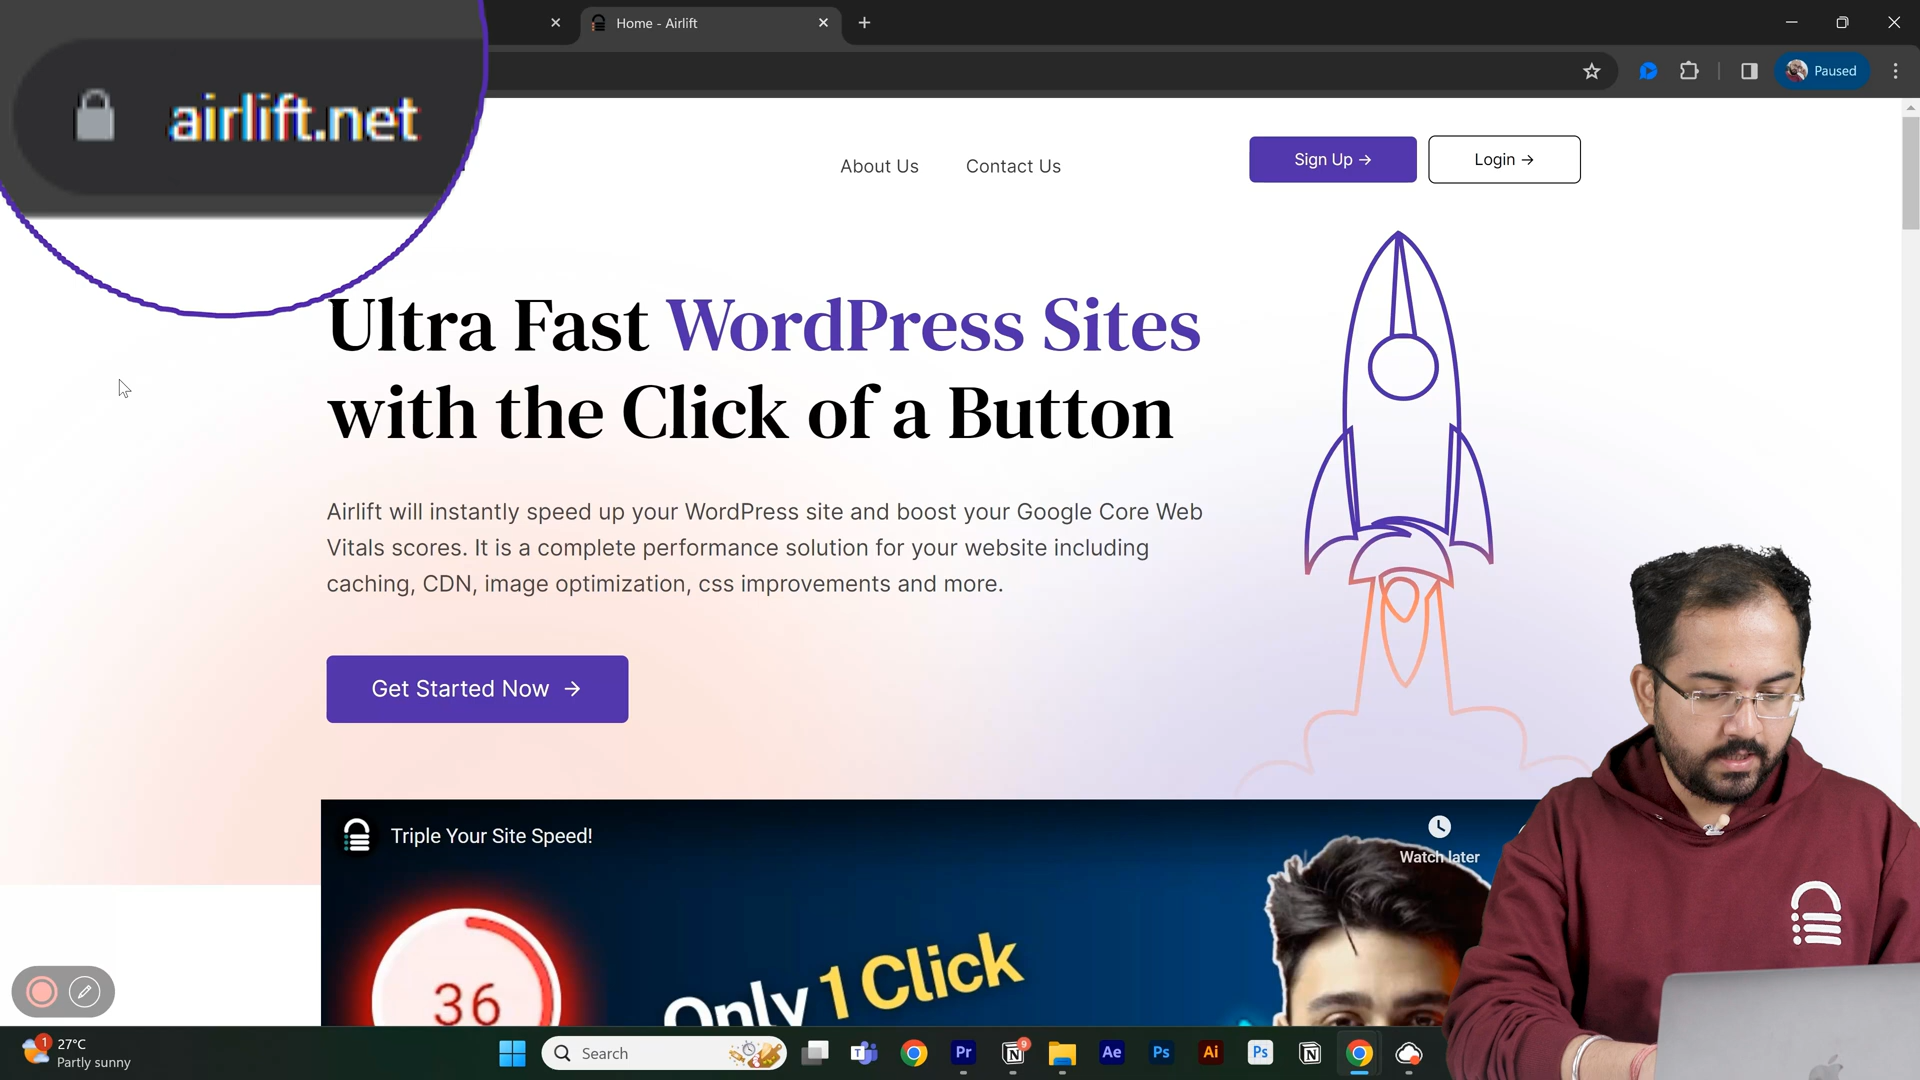 Home - Airlift
Paused
airlift.net
About Us
Contact Us
Sign Up →
Login →
Ultra Fast WordPress Sites
with the Click of a Button
Airlift will instantly speed up your WordPress site and boost your Google Core Web
Vitals scores. It is a complete performance solution for your website including
caching, CDN, image optimization, css improvements and more.
Get Started Now →
Triple Your Site Speed!
Watch later
36
Only 1 Click
1
27°C
Partly sunny
Search
T
Pr
N
9
Ae
Ps
Ai
Ps
N